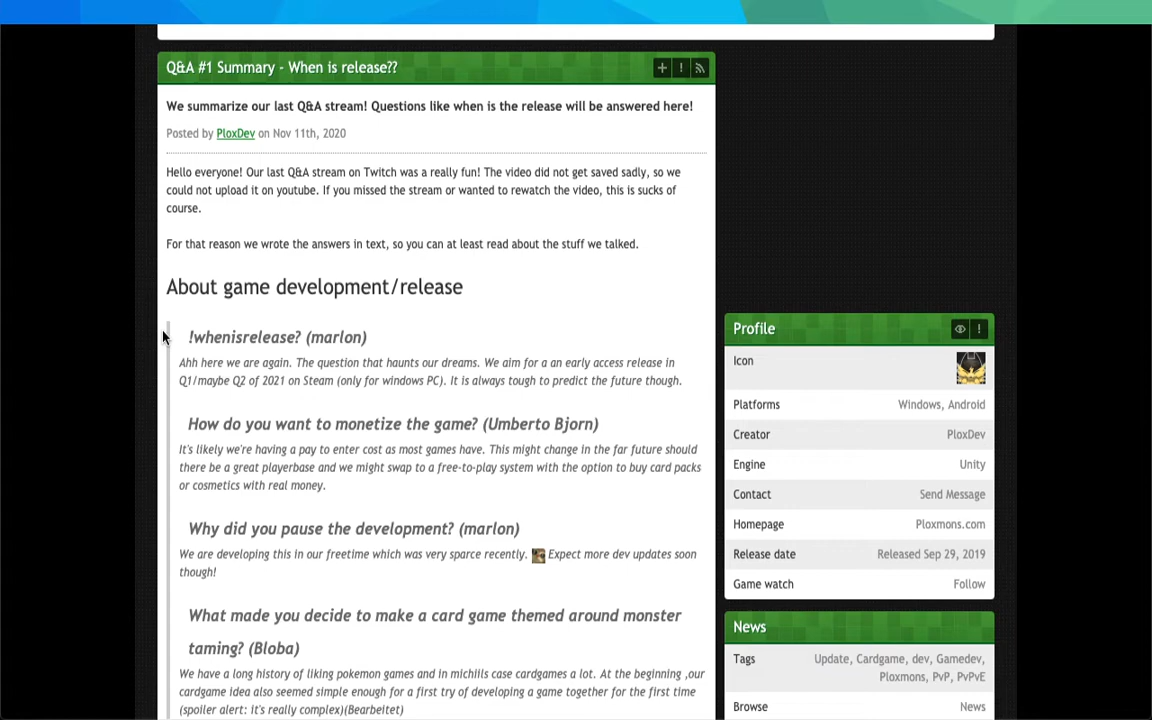 Q&A #1 Summary - When is release??
We summarize our last Q&A stream! Questions like when is the release will be answered here!
Posted by PloxDev on Nov 11th, 2020
Hello everyone! Our last Q&A stream on Twitch was a really fun! The video did not get saved sadly, so we
could not upload it on youtube. If you missed the stream or wanted to rewatch the video, this is sucks of
course.
For that reason we wrote the answers in text, so you can at least read about the stuff we talked.
About game development/release
!whenisrelease? (marlon)
Ahh here we are again. The question that haunts our dreams. We aim for a an early access release in
Q1/maybe Q2 of 2021 on Steam (only for windows PC). It is always tough to predict the future though.
How do you want to monetize the game? (Umberto Bjorn)
It's likely we're having a pay to enter cost as most games have. This might change in the far future should
there be a great playerbase and we might swap to a free-to-play system with the option to buy card packs
or cosmetics with real money.
Why did you pause the development? (marlon)
We are developing this in our freetime which was very sparce recently. Expect more dev updates soon
though!
What made you decide to make a card game themed around monster
taming? (Bloba)
We have a long history of liking pokemon games and in michiis case cardgames a lot. At the beginning ,our
cardgame idea also seemed simple enough for a first try of developing a game together for the first time
(spoiler alert: it's really complex)(Bearbeitet)
Profile
Icon
Platforms Windows, Android
Creator PloxDev
Engine Unity
Contact Send Message
Homepage Ploxmons.com
Release date Released Sep 29, 2019
Game watch Follow
News
Tags Update, Cardgame, dev, Gamedev,
Ploxmons, PvP, PvPvE
Browse News